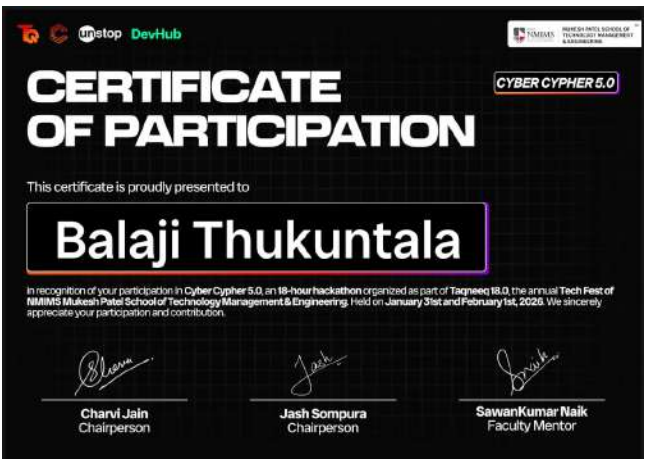 TQ
unstop DevHub
NMIMS
MUKESH PATEL SCHOOL OF
TECHNOLOGY MANAGEMENT
& ENGINEERING
CERTIFICATE
OF PARTICIPATION
CYBER CYPHER 5.0
This certificate is proudly presented to
Balaji Thukuntala
In recognition of your participation in Cyber Cypher 5.0, an 18-hour hackathon organized as part of Taqneeq 18.0, the annual Tech Fest of
NMIMS Mukesh Patel School of Technology Management & Engineering. Held on January 31st and February 1st, 2026. We sincerely
appreciate your participation and contribution.
Jash
Charvi Jain
Chairperson
Jash Sompura
Chairperson
SawanKumar Naik
Faculty Mentor